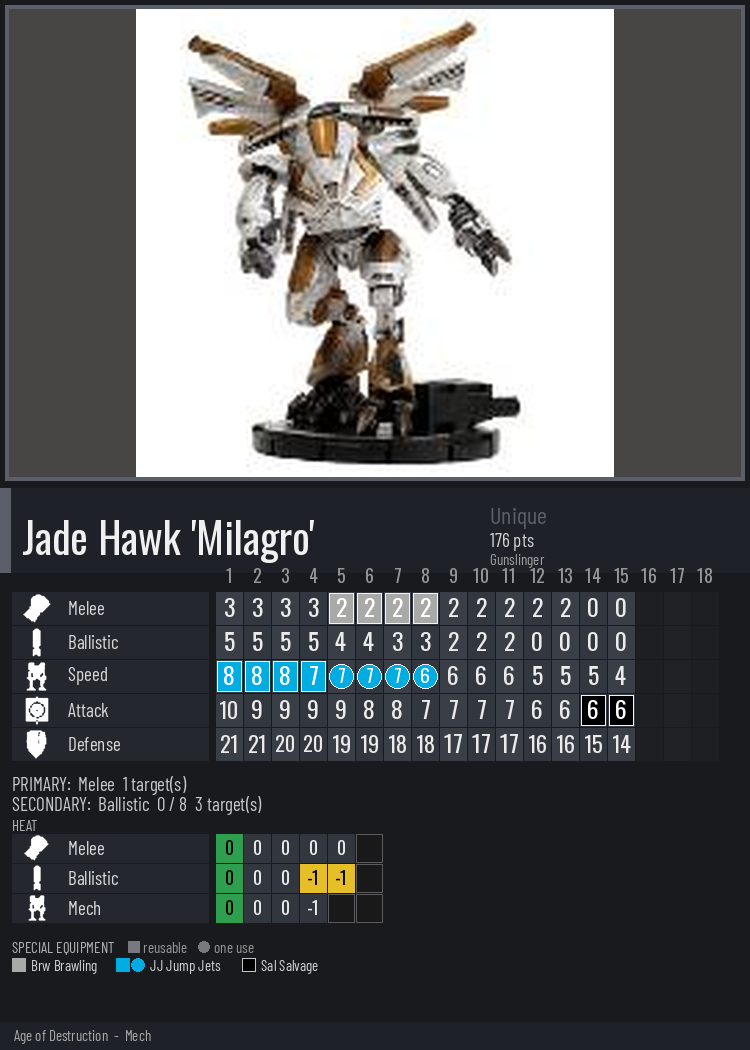 Jade Hawk 'Milagro'
Unique
176 pts
Gunslinger
1 2 3 4 5 6 7 8 9 10 11 12 13 14 15 16 17 18
Melee 3 3 3 3 2 2 2 2 2 2 2 2 2 0 0
Ballistic 5 5 5 5 4 4 3 3 2 2 2 0 0 0 0
Speed 8 8 8 7 7 7 7 6 6 6 6 5 5 5 4
Attack 10 9 9 9 9 8 8 7 7 7 7 6 6 6 6
Defense 21 21 20 20 19 19 18 18 17 17 17 16 16 15 14
PRIMARY: Melee 1 target(s)
SECONDARY: Ballistic 0 / 8 3 target(s)
HEAT
Melee 0 0 0 0 0
Ballistic 0 0 0 -1 -1
Mech 0 0 0 -1
SPECIAL EQUIPMENT reusable one use
Brw Brawling JJ Jump Jets Sal Salvage
Age of Destruction - Mech